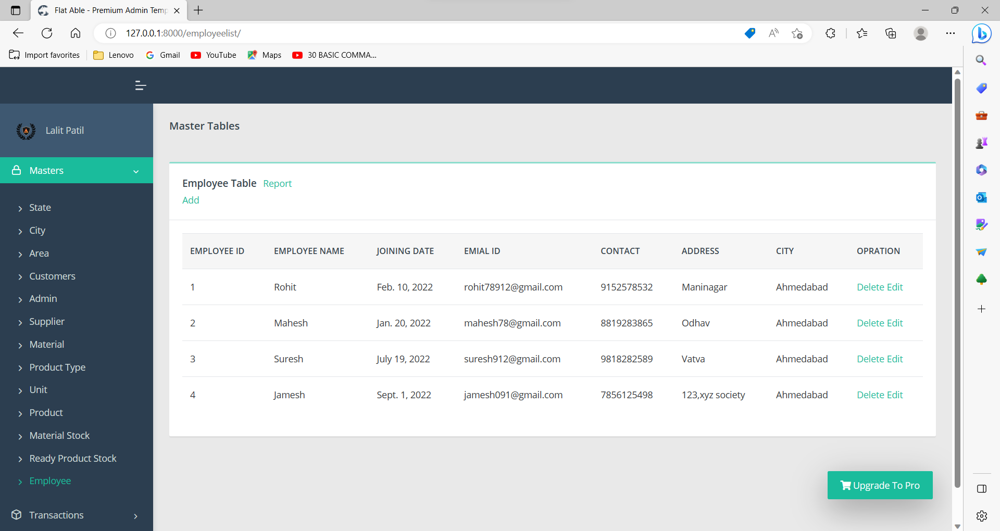 Flat Able - Premium Admin Temp
127.0.0.1:8000/employeelist/
Import favorites Lenovo Gmail YouTube Maps 30 BASIC COMMA...
Lalit Patil
Masters
State
City
Area
Customers
Admin
Supplier
Material
Product Type
Unit
Product
Material Stock
Ready Product Stock
Employee
Transactions
Master Tables
Employee Table Report
Add
EMPLOYEE ID EMPLOYEE NAME JOINING DATE EMIAL ID CONTACT ADDRESS CITY OPRATION
1 Rohit Feb. 10, 2022 rohit78912@gmail.com 9152578532 Maninagar Ahmedabad Delete Edit
2 Mahesh Jan. 20, 2022 mahesh78@gmail.com 8819283865 Odhav Ahmedabad Delete Edit
3 Suresh July 19, 2022 suresh912@gmail.com 9818282589 Vatva Ahmedabad Delete Edit
4 Jamesh Sept. 1, 2022 jamesh091@gmail.com 7856125498 123,xyz society Ahmedabad Delete Edit
Upgrade To Pro